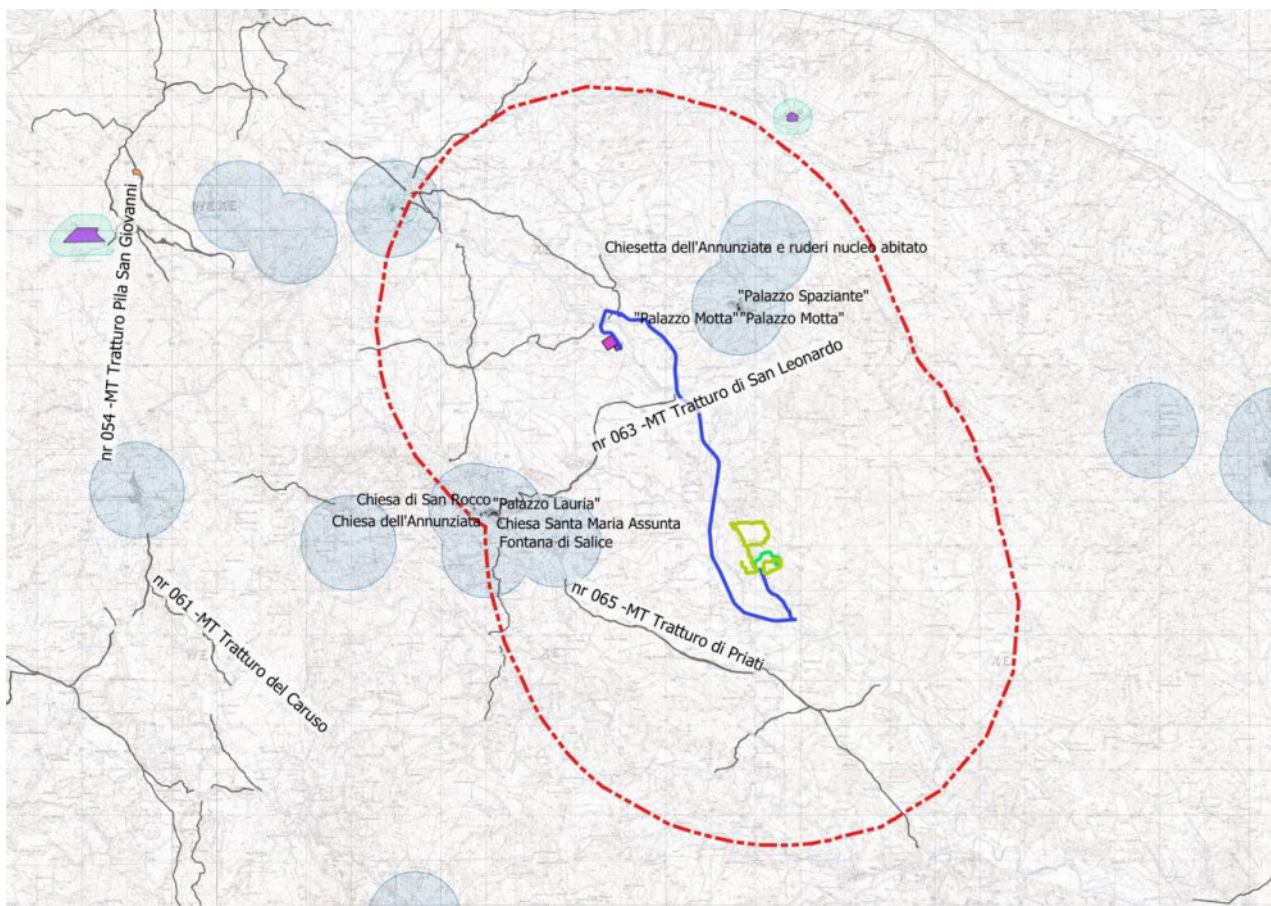 Chiesetta dell'Annunziata e ruderi nucleo abitato
"Palazzo Spaziante"
"Palazzo Motta" "Palazzo Motta"
nr 054 -MT Tratturo Pila San Giovanni
nr 063 -MT Tratturo di San Leonardo
Chiesa di San Rocco "Palazzo Lauria"
Chiesa dell'Annunziata Chiesa Santa Maria Assunta
Fontana di Salice
nr 065 -MT Tratturo di Priati
nr 061 -MT Tratturo del Caruso